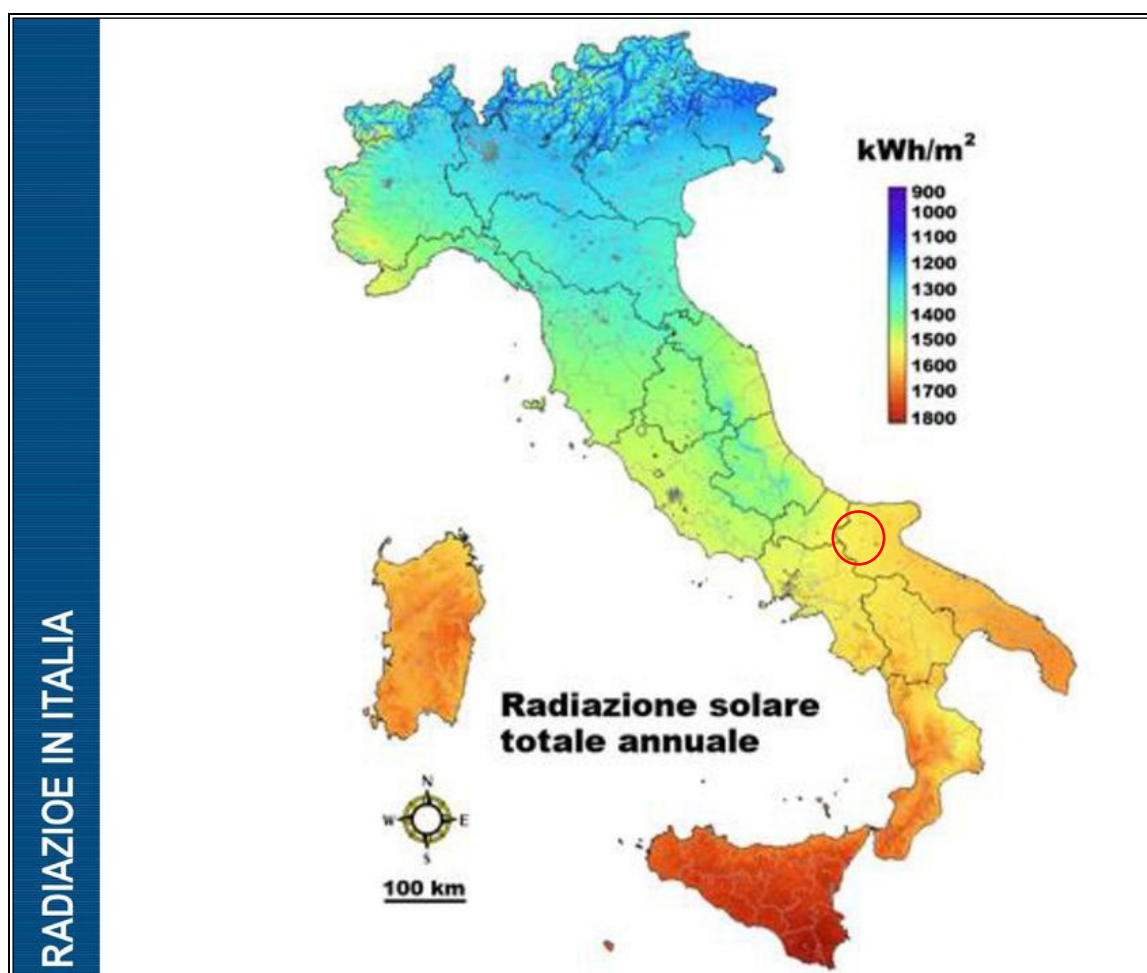 RADIAZIOE IN ITALIA
kWh/m²
900
1000
1100
1200
1300
1400
1500
1600
1700
1800
Radiazione solare
totale annuale
N
W E
S
100 km